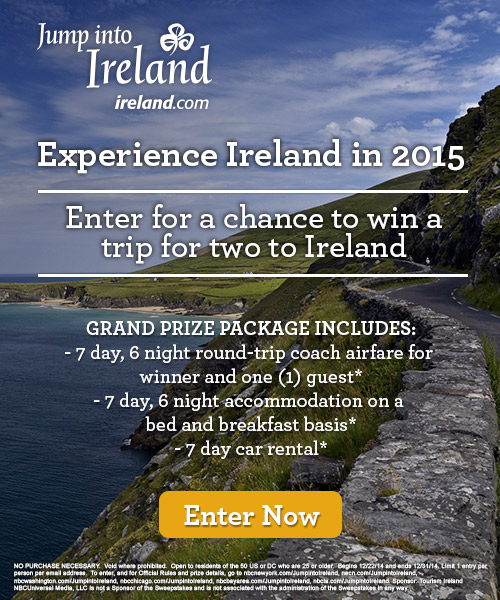 Jump into
Ireland
ireland.com
Experience Ireland in 2015
Enter for a chance to win a
trip for two to Ireland
GRAND PRIZE PACKAGE INCLUDES:
- 7 day, 6 night round-trip coach airfare for
winner and one (1) guest*
- 7 day, 6 night accommodation on a
bed and breakfast basis*
- 7 day car rental*
Enter Now
NO PURCHASE NECESSARY. Void where prohibited. Open to residents of the 50 US or DC who are 25 or older. Begins 12/22/14 and ends 12/31/14. Limit 1 entry per
person per email address. To enter, and for Official Rules and prize details, go to nbcnewyork.com/JumpintoIreland, necn.com/JumpintoIreland,
nbcwashington.com/JumpintoIreland, nbcchicago.com/JumpintoIreland, nbcbayarea.com/JumpintoIreland, nbcla.com/JumpintoIreland. Sponsor: Tourism Ireland
NBCUniversal Media, LLC is not a Sponsor of the Sweepstakes and is not associated with the administration of the Sweepstakes in any way.